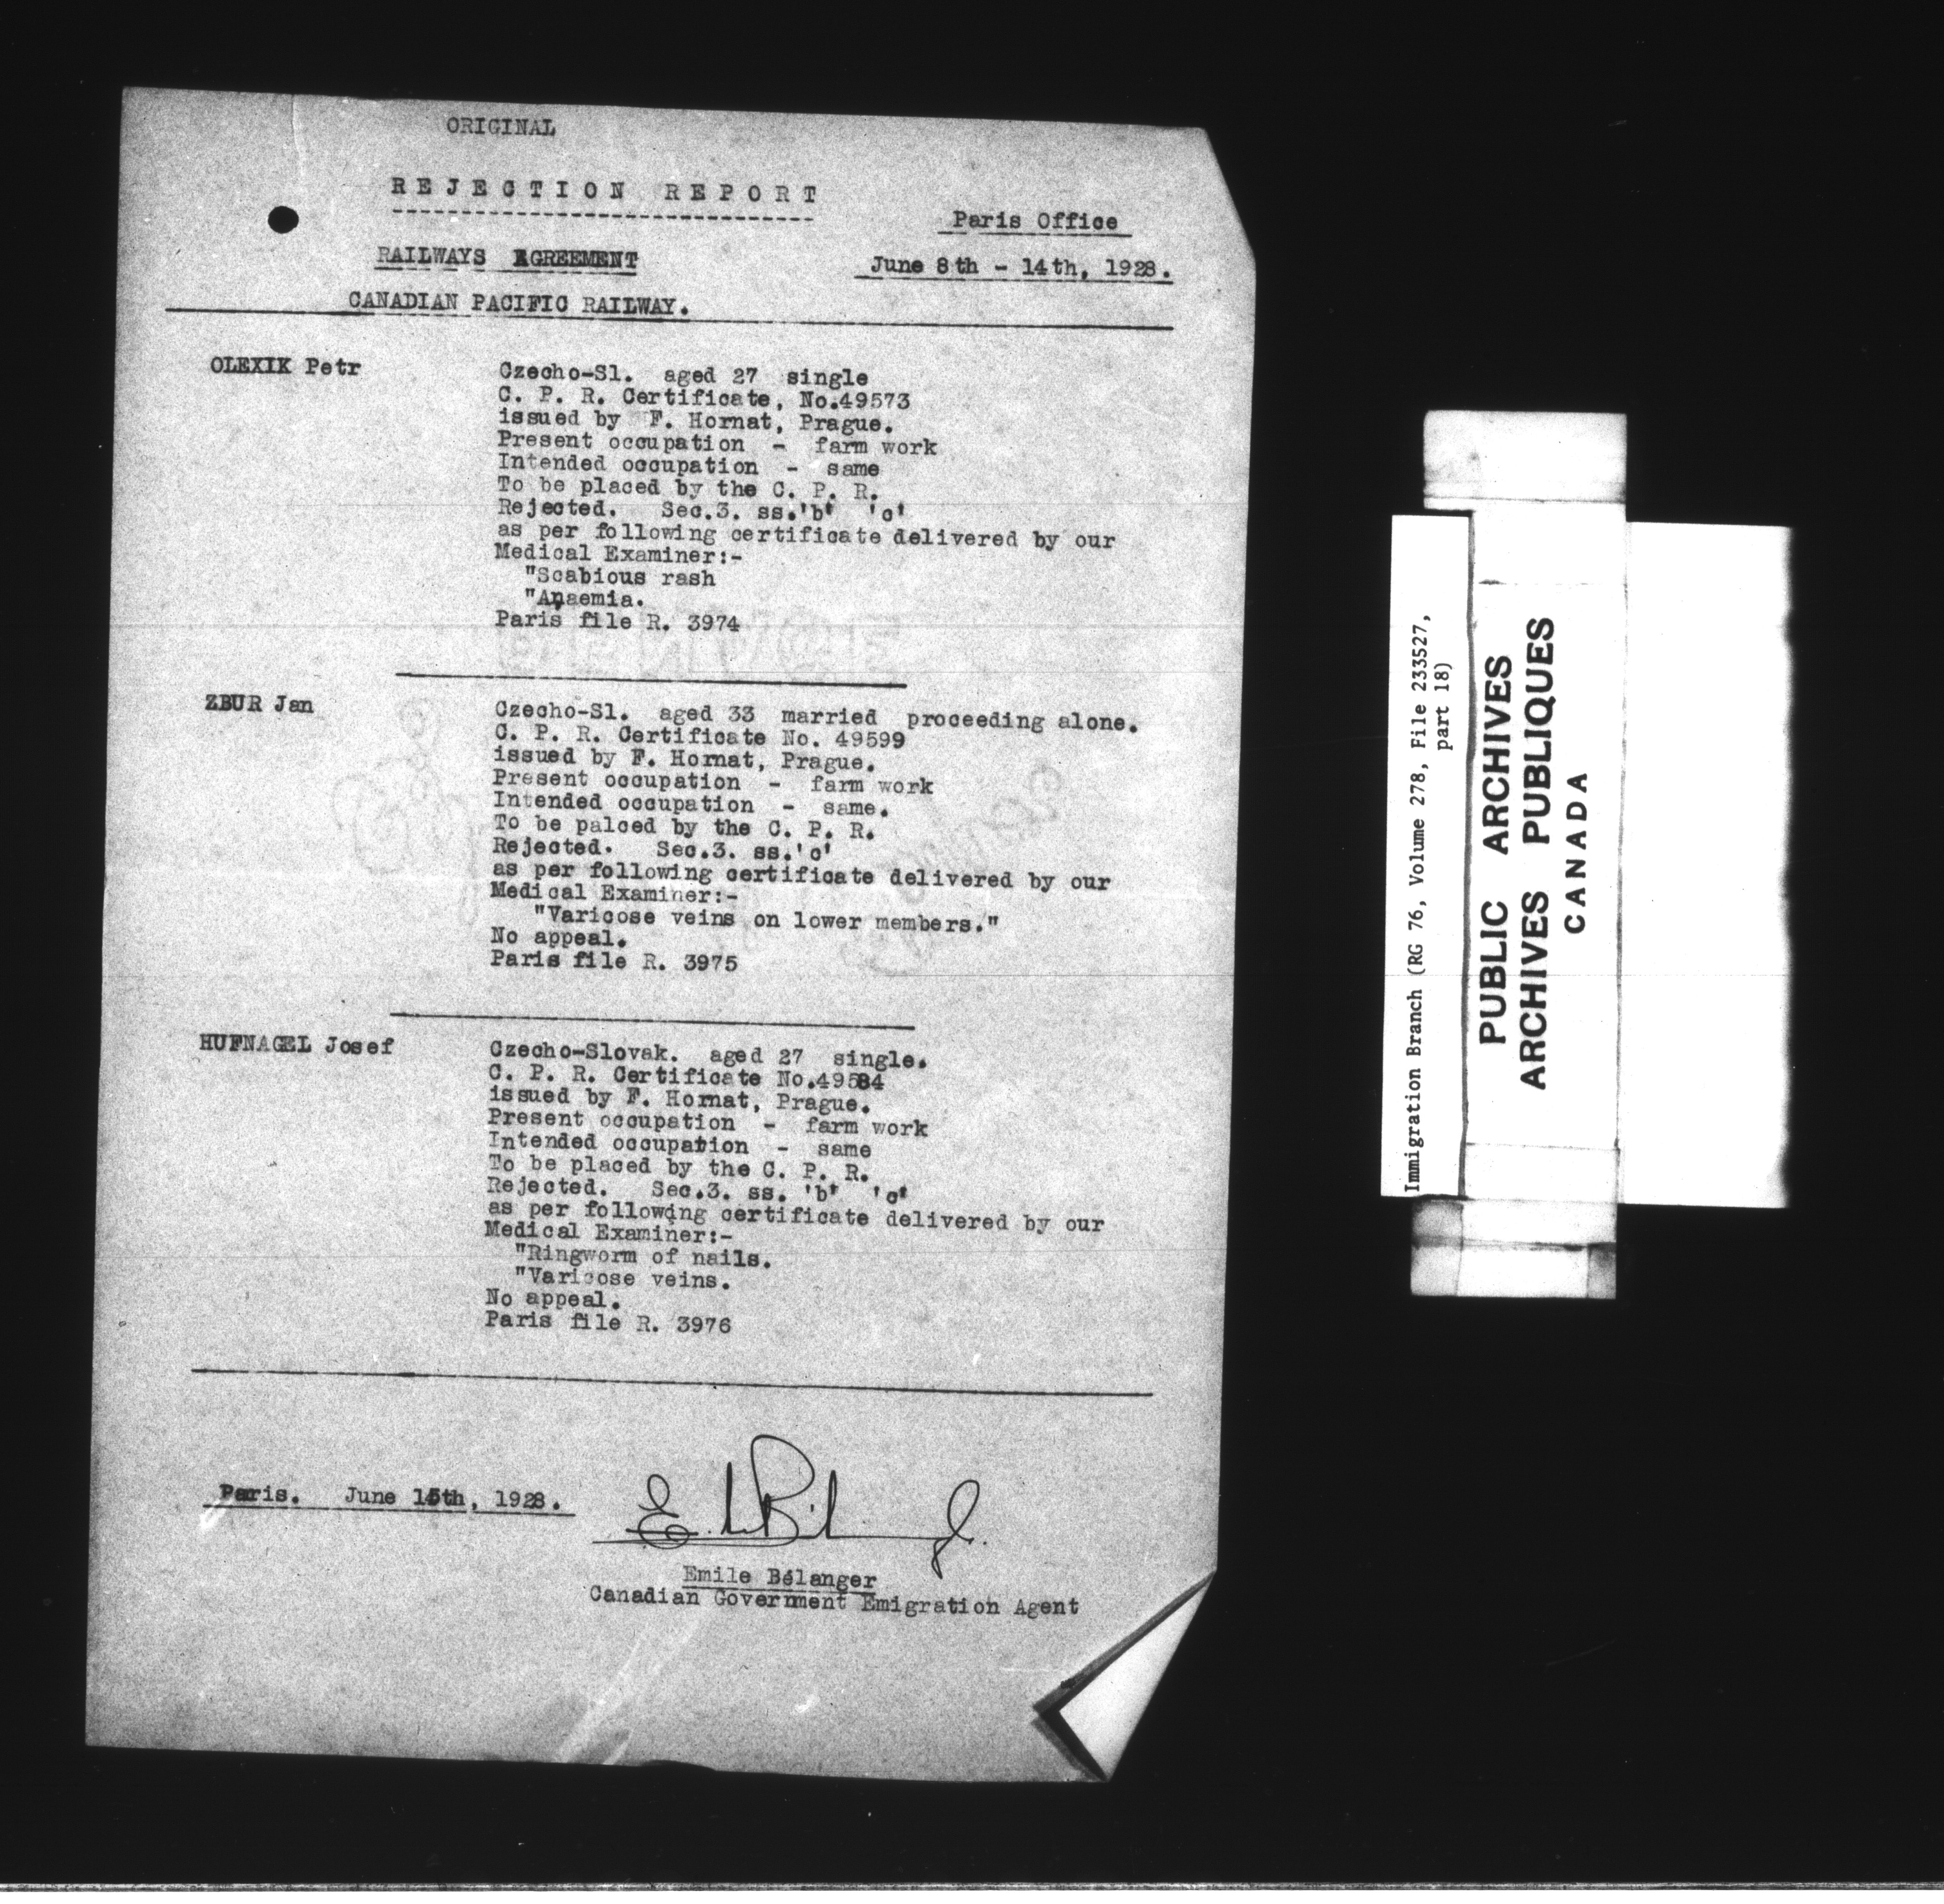 ORIGINAL
REJECTION REPORT
Paris Office
RAILWAYS AGREEMENT
June 8th - 14th, 1928.
CANADIAN PACIFIC RAILWAY.
OLEXIK Petr
Czecho-Sl. aged 27 single
C. P. R. Certificate, No.49573
issued by F. Hornat, Prague.
Present occupation - farm work
Intended occupation - same
To be placed by the C. P. R.
Rejected. Sec.3. ss.'b' 'c'
as per following certificate delivered by our
Medical Examiner:-
"Scabious rash
"Anaemia.
Paris file R. 3974
ZBUR Jan
Czecho-Sl. aged 33 married proceeding alone.
C. P. R. Certificate No. 49599
issued by F. Hornat, Prague.
Present occupation - farm work
Intended occupation - same.
To be palced by the C. P. R.
Rejected. Sec.3. ss.'c'
as per following certificate delivered by our
Medical Examiner:-
"Varicose veins on lower members."
No appeal.
Paris file R. 3975
HUFNAGEL Josef
Czecho-Slovak. aged 27 single.
C. P. R. Certificate No.49584
issued by F. Hornat, Prague.
Present occupation - farm work
Intended occupation - same
To be placed by the C. P. R.
Rejected. Sec.3. ss. 'b' 'c'
as per following certificate delivered by our
Medical Examiner:-
"Ringworm of nails.
"Varicose veins.
No appeal.
Paris file R. 3976
Paris. June 15th, 1928.
Emile Bélanger
Canadian Government Emigration Agent
Immigration Branch (RG 76, Volume 278, File 233527,
part 18)
PUBLIC ARCHIVES
ARCHIVES PUBLIQUES
CANADA